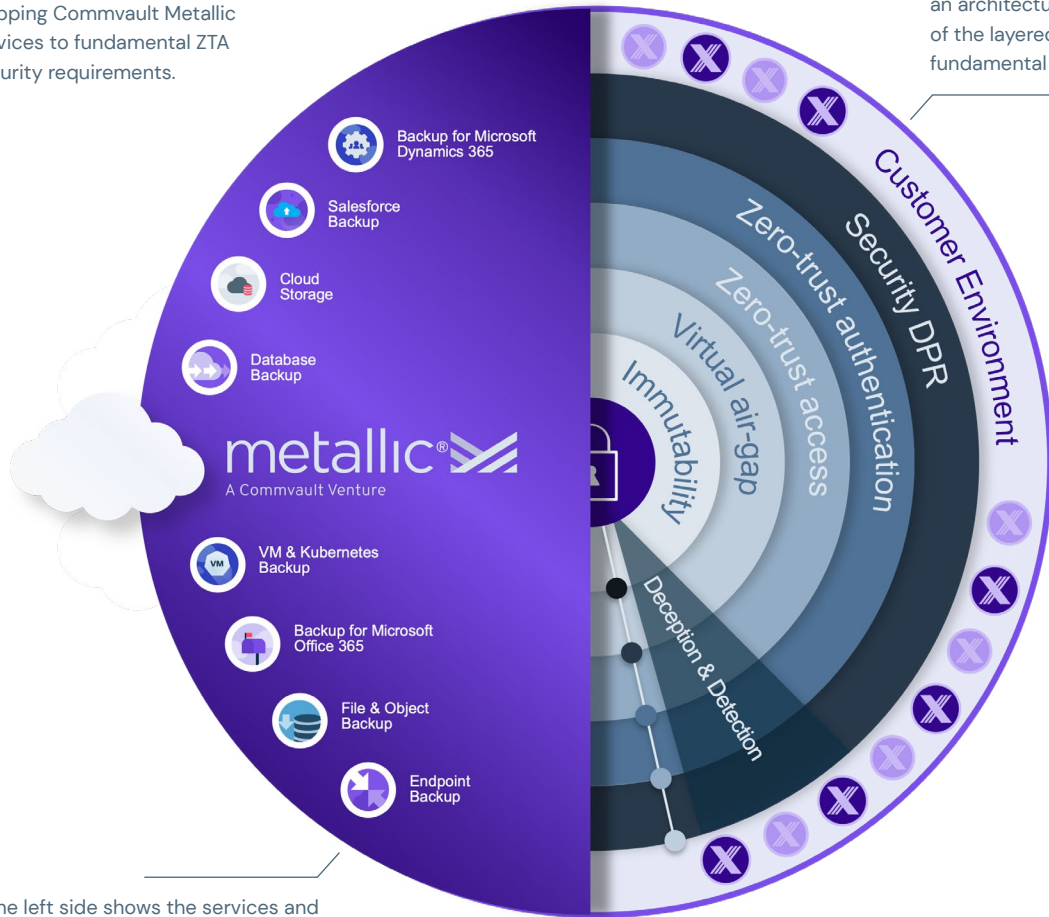 pping Commvault Metallic
vices to fundamental ZTA
urity requirements.
an architectu
of the layered
fundamental
Backup for Microsoft
Dynamics 365
Salesforce
Backup
Cloud
Storage
Database
Backup
metallic®
A Commvault Venture
VM & Kubernetes
Backup
VM
Backup for Microsoft
Office 365
File & Object
Backup
Endpoint
Backup
Customer Environment
Security DPR
Zero-trust authentication
Zero-trust access
Virtual air-gap
Immutability
Deception & Detection
ne left side shows the services and